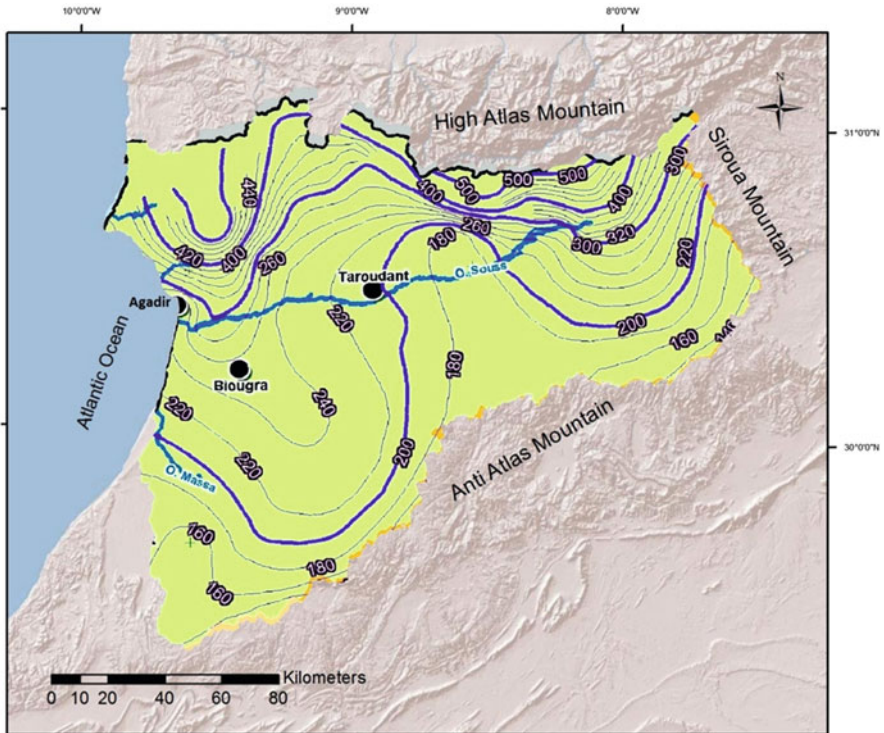 10°0'0"W 9°0'0"W 8°0'0"W
N
High Atlas Mountain
31°0'0"N
Siroua Mountain
300
500
500
500
400
400
410
260
180
300
320
220
420
400
260
O. Souss
Taroudant
Agadir
220
200
160
Atlantic Ocean
Biougra
180
220
240
Anti Atlas Mountain
200
30°0'0"N
220
O. Massa
160
180
160
Kilometers
0 10 20 40 60 80